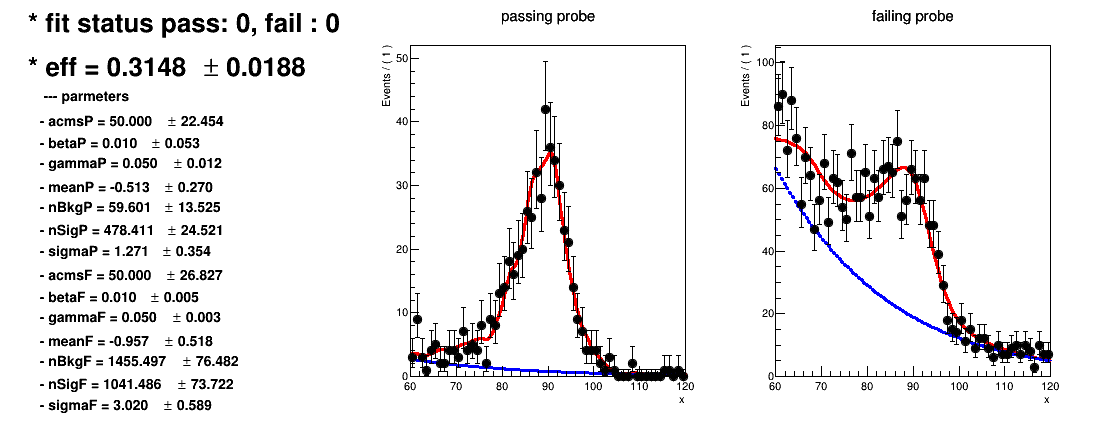 * fit status pass: 0, fail : 0
* eff = 0.3148 ± 0.0188
--- parmeters
- acmsP = 50.000 ± 22.454
- betaP = 0.010 ± 0.053
- gammaP = 0.050 ± 0.012
- meanP = -0.513 ± 0.270
- nBkgP = 59.601 ± 13.525
- nSigP = 478.411 ± 24.521
- sigmaP = 1.271 ± 0.354
- acmsF = 50.000 ± 26.827
- betaF = 0.010 ± 0.005
- gammaF = 0.050 ± 0.003
- meanF = -0.957 ± 0.518
- nBkgF = 1455.497 ± 76.482
- nSigF = 1041.486 ± 73.722
- sigmaF = 3.020 ± 0.589
passing probe
Events / ( 1 )
50
40
30
20
10
0
60 70 80 90 100 110 120
x
failing probe
Events / ( 1 )
100
80
60
40
20
0
60 70 80 90 100 110 120
x